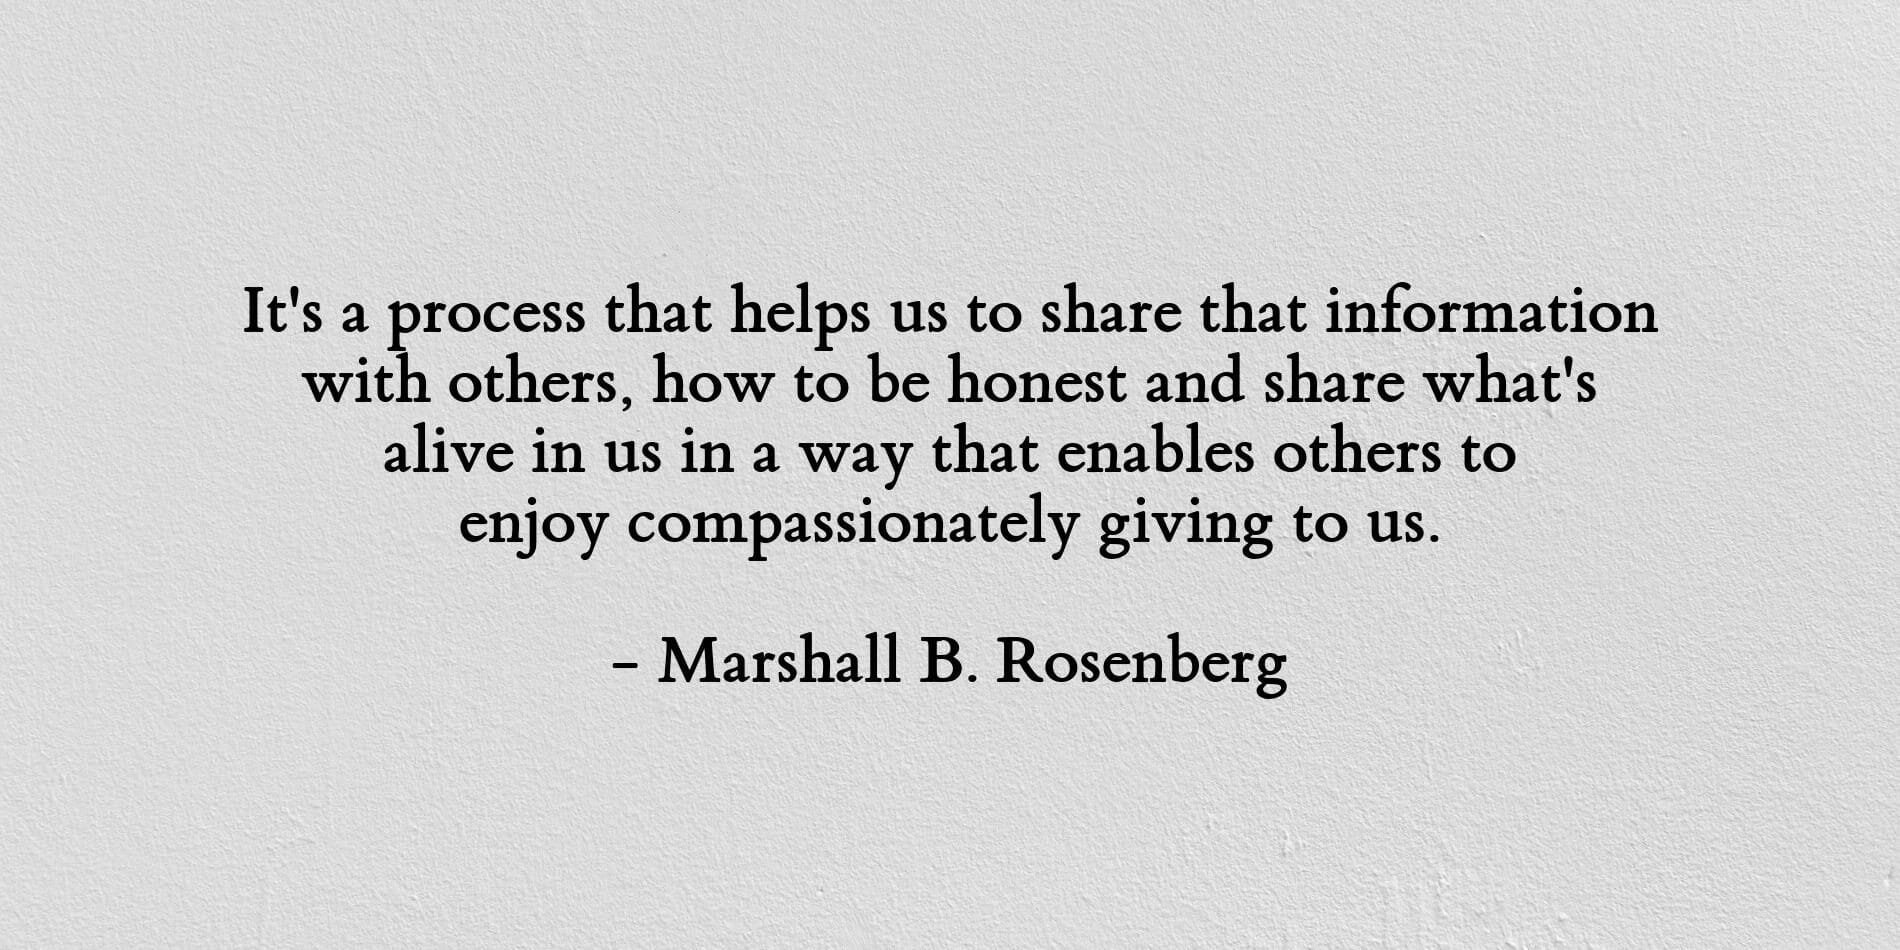 It's a process that helps us to share that information
with others, how to be honest and share what's
alive in us in a way that enables others to
enjoy compassionately giving to us.
– Marshall B. Rosenberg